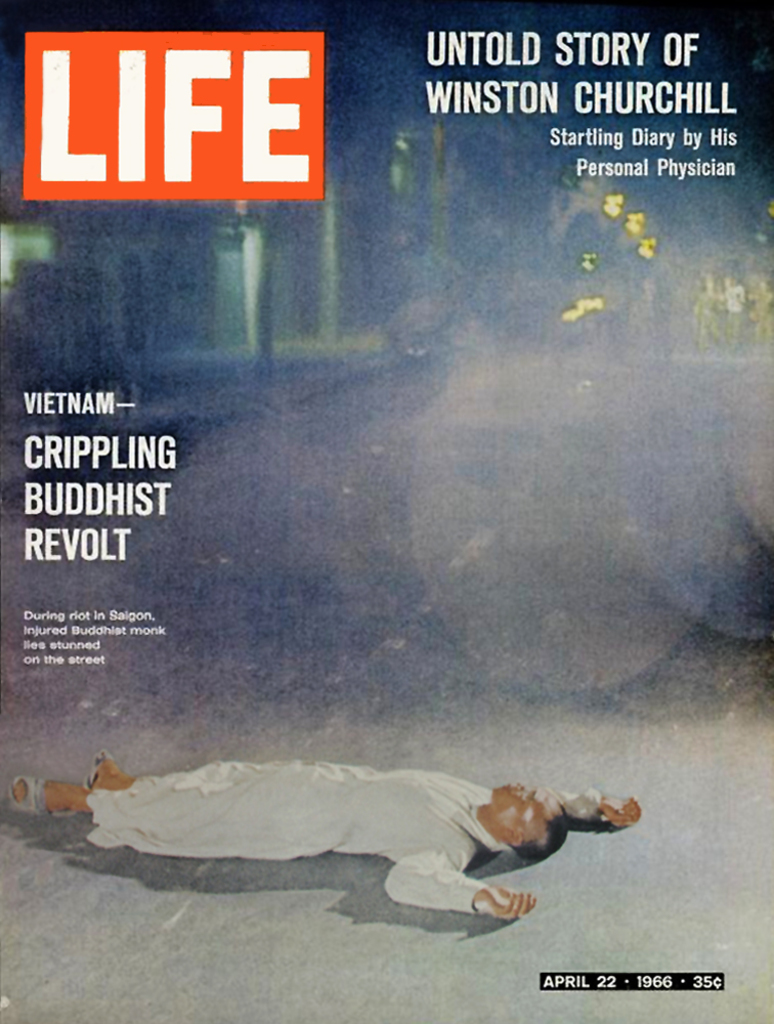 LIFE
UNTOLD STORY OF
WINSTON CHURCHILL
Startling Diary by His
Personal Physician
VIETNAM—
CRIPPLING
BUDDHIST
REVOLT
During riot in Saigon,
injured Buddhist monk
lies stunned
on the street
APRIL 22 · 1966 · 35¢